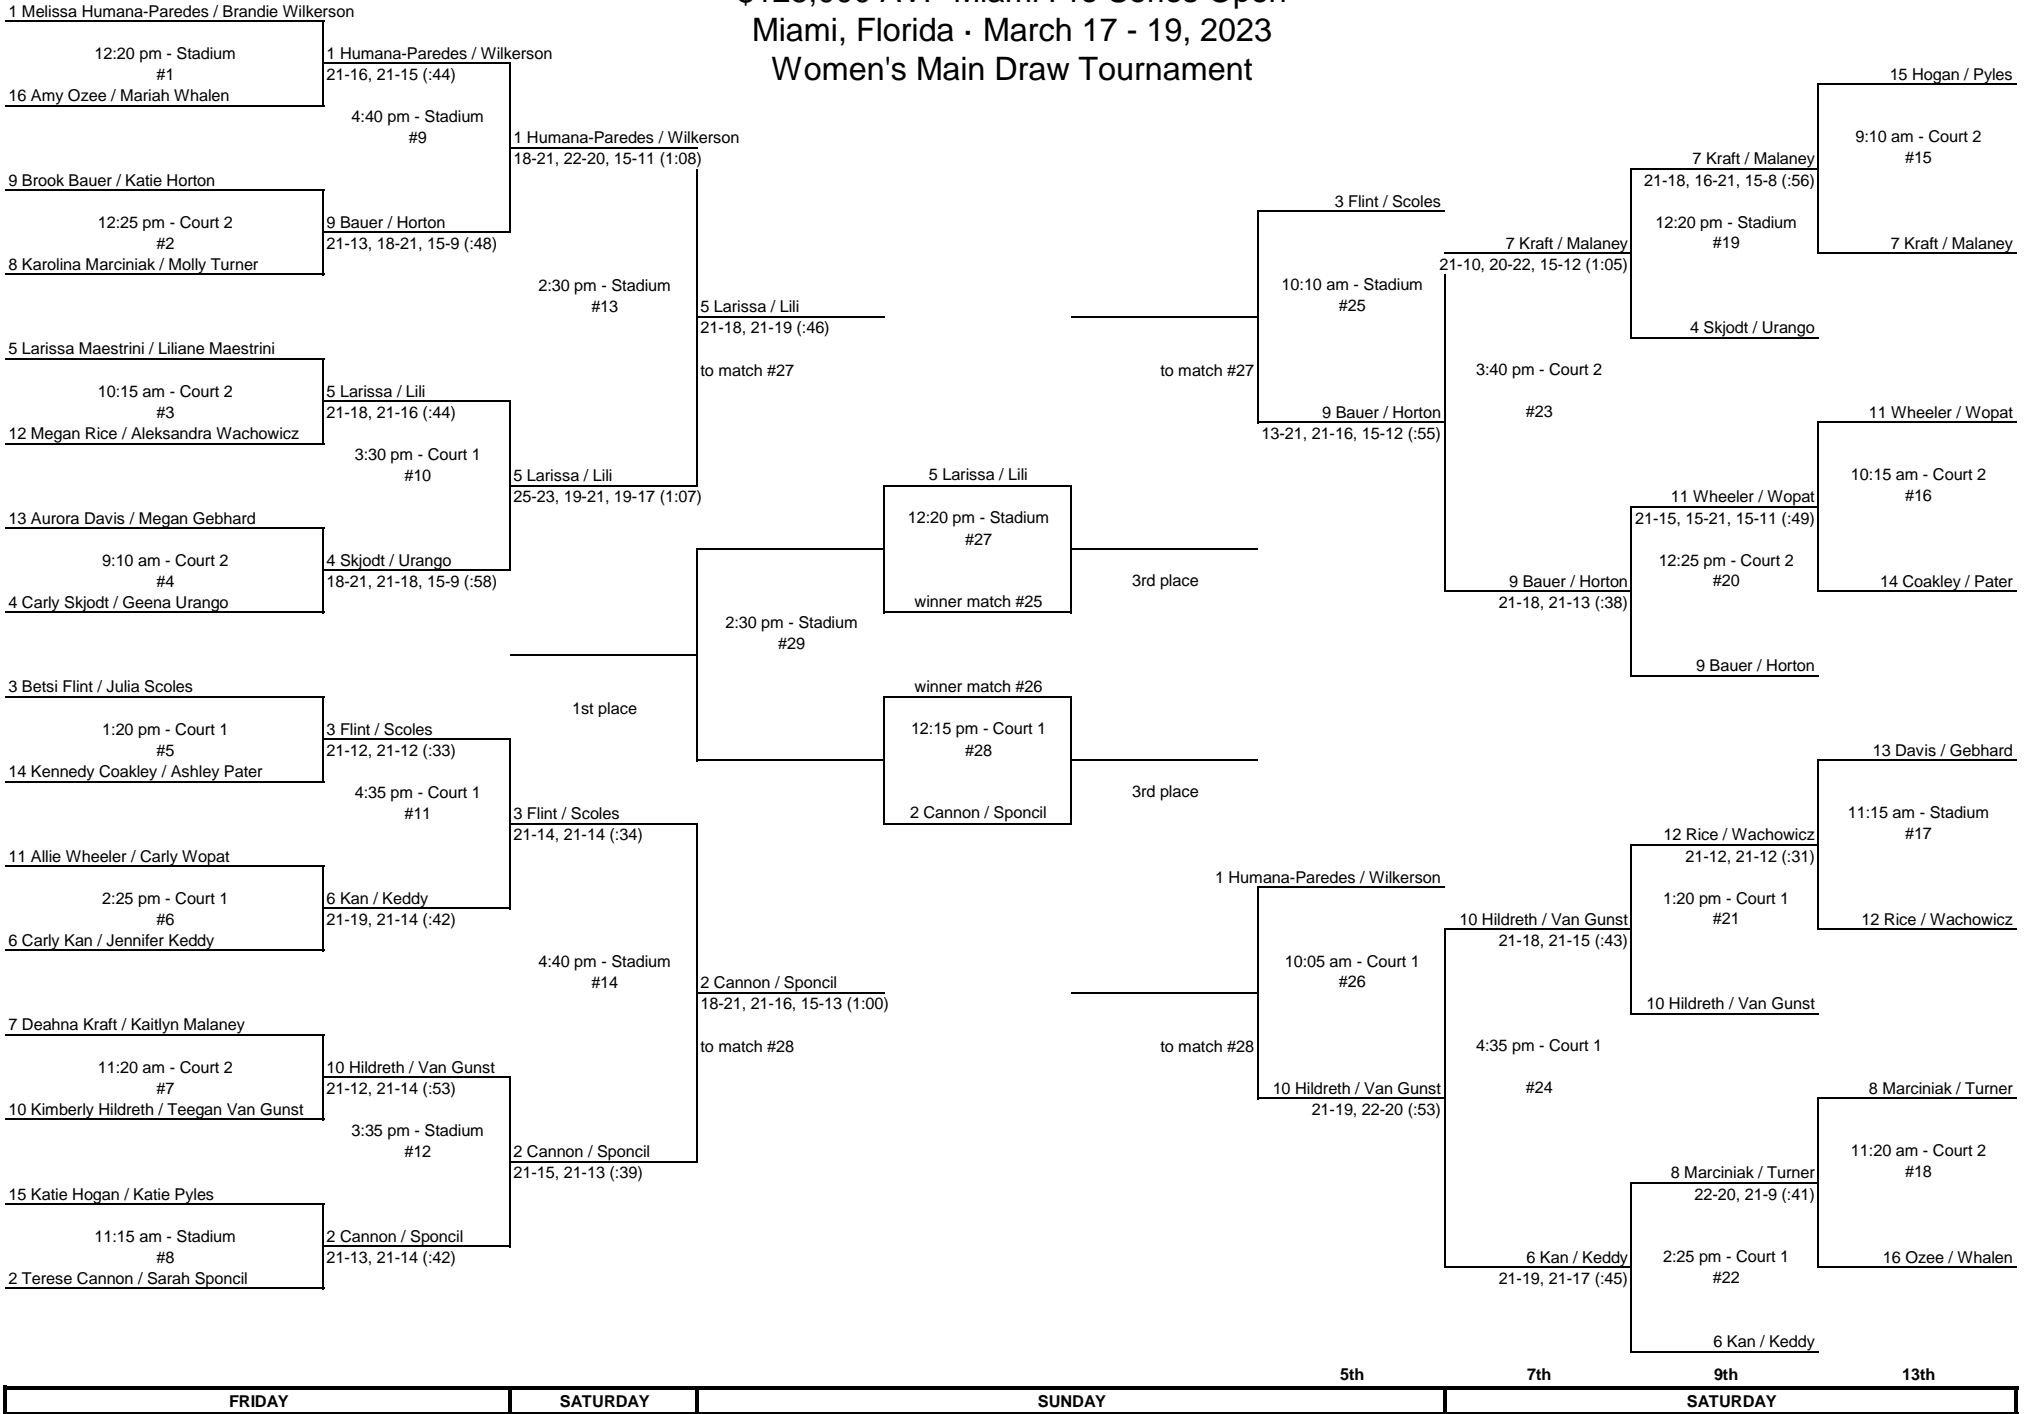 $125,000 AVP Miami Pro Series Open
Miami, Florida · March 17 - 19, 2023
Women's Main Draw Tournament
1 Melissa Humana-Paredes / Brandie Wilkerson
12:20 pm - Stadium
#1
16 Amy Ozee / Mariah Whalen
9 Brook Bauer / Katie Horton
12:25 pm - Court 2
#2
8 Karolina Marciniak / Molly Turner
5 Larissa Maestrini / Liliane Maestrini
10:15 am - Court 2
#3
12 Megan Rice / Aleksandra Wachowicz
13 Aurora Davis / Megan Gebhard
9:10 am - Court 2
#4
4 Carly Skjodt / Geena Urango
3 Betsi Flint / Julia Scoles
1:20 pm - Court 1
#5
14 Kennedy Coakley / Ashley Pater
11 Allie Wheeler / Carly Wopat
2:25 pm - Court 1
#6
6 Carly Kan / Jennifer Keddy
7 Deahna Kraft / Kaitlyn Malaney
11:20 am - Court 2
#7
10 Kimberly Hildreth / Teegan Van Gunst
15 Katie Hogan / Katie Pyles
11:15 am - Stadium
#8
2 Terese Cannon / Sarah Sponcil
1 Humana-Paredes / Wilkerson
21-16, 21-15 (:44)
4:40 pm - Stadium
#9
9 Bauer / Horton
21-13, 18-21, 15-9 (:48)
5 Larissa / Lili
21-18, 21-16 (:44)
3:30 pm - Court 1
#10
4 Skjodt / Urango
18-21, 21-18, 15-9 (:58)
3 Flint / Scoles
21-12, 21-12 (:33)
4:35 pm - Court 1
#11
6 Kan / Keddy
21-19, 21-14 (:42)
10 Hildreth / Van Gunst
21-12, 21-14 (:53)
3:35 pm - Stadium
#12
2 Cannon / Sponcil
21-13, 21-14 (:42)
1 Humana-Paredes / Wilkerson
18-21, 22-20, 15-11 (1:08)
2:30 pm - Stadium
#13
5 Larissa / Lili
25-23, 19-21, 19-17 (1:07)
1st place
3 Flint / Scoles
21-14, 21-14 (:34)
4:40 pm - Stadium
#14
2 Cannon / Sponcil
21-15, 21-13 (:39)
5 Larissa / Lili
21-18, 21-19 (:46)
to match #27
2:30 pm - Stadium
#29
2 Cannon / Sponcil
18-21, 21-16, 15-13 (1:00)
to match #28
5 Larissa / Lili
12:20 pm - Stadium
#27
winner match #25
winner match #26
12:15 pm - Court 1
#28
2 Cannon / Sponcil
to match #27
3rd place
3rd place
to match #28
3 Flint / Scoles
10:10 am - Stadium
#25
9 Bauer / Horton
13-21, 21-16, 15-12 (:55)
1 Humana-Paredes / Wilkerson
10:05 am - Court 1
#26
10 Hildreth / Van Gunst
21-19, 22-20 (:53)
7 Kraft / Malaney
21-10, 20-22, 15-12 (1:05)
3:40 pm - Court 2
#23
9 Bauer / Horton
21-18, 21-13 (:38)
10 Hildreth / Van Gunst
21-18, 21-15 (:43)
4:35 pm - Court 1
#24
6 Kan / Keddy
21-19, 21-17 (:45)
7 Kraft / Malaney
21-18, 16-21, 15-8 (:56)
12:20 pm - Stadium
#19
4 Skjodt / Urango
11 Wheeler / Wopat
21-15, 15-21, 15-11 (:49)
12:25 pm - Court 2
#20
9 Bauer / Horton
12 Rice / Wachowicz
21-12, 21-12 (:31)
1:20 pm - Court 1
#21
10 Hildreth / Van Gunst
8 Marciniak / Turner
22-20, 21-9 (:41)
2:25 pm - Court 1
#22
6 Kan / Keddy
15 Hogan / Pyles
9:10 am - Court 2
#15
7 Kraft / Malaney
11 Wheeler / Wopat
10:15 am - Court 2
#16
14 Coakley / Pater
13 Davis / Gebhard
11:15 am - Stadium
#17
12 Rice / Wachowicz
8 Marciniak / Turner
11:20 am - Court 2
#18
16 Ozee / Whalen
5th 7th 9th 13th
FRIDAY SATURDAY SUNDAY SATURDAY